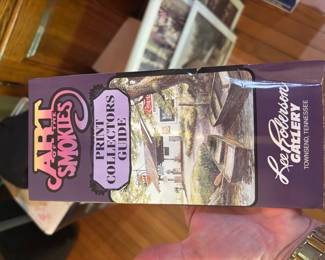 ART
OF THE
SMOKIES
PRINT
COLLECTORS
GUIDE
Lee Roberson
GALLERY
TOWNSEND, TENNESSEE